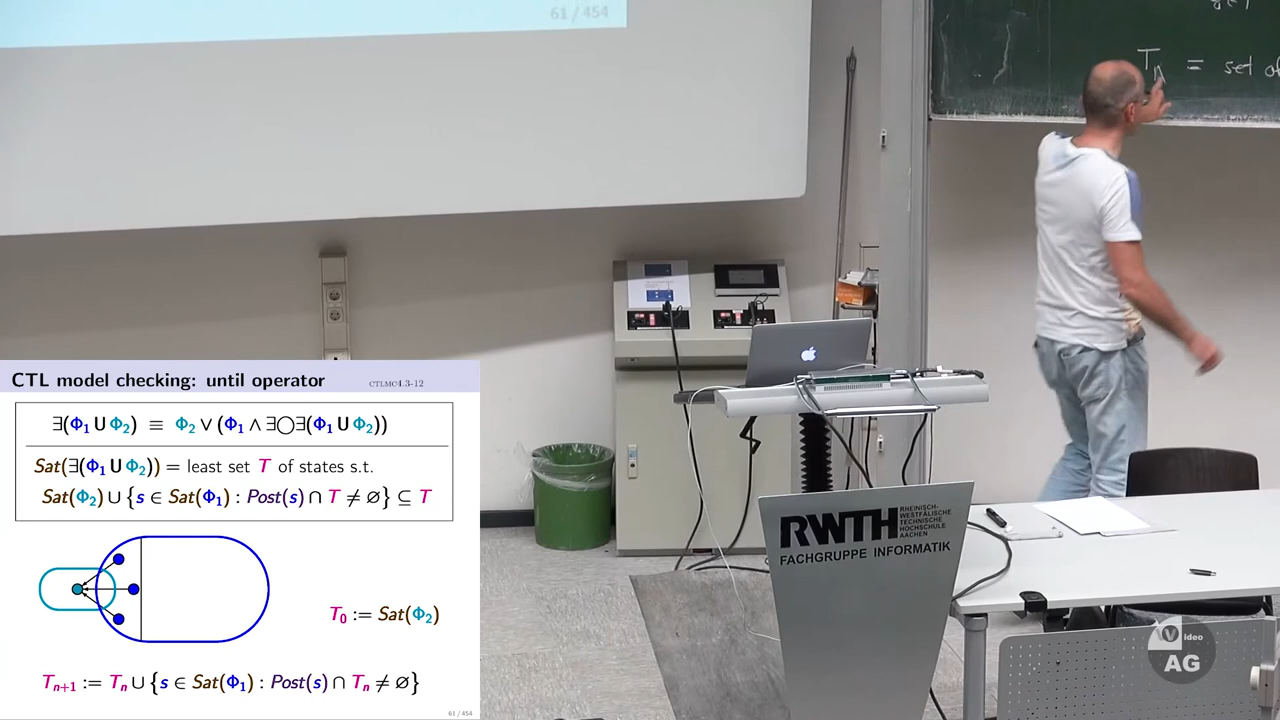 61 / 454
T = set of
CTL model checking: until operator CTLMC4.3-12
∃(Φ₁ U Φ₂) ≡ Φ₂ ∨ (Φ₁ ∧ ∃◯∃(Φ₁ U Φ₂))
Sat(∃(Φ₁ U Φ₂)) = least set T of states s.t.
Sat(Φ₂) ∪ {s ∈ Sat(Φ₁) : Post(s) ∩ T ≠ ∅} ⊆ T
T₀ := Sat(Φ₂)
Tₙ₊₁ := Tₙ ∪ {s ∈ Sat(Φ₁) : Post(s) ∩ Tₙ ≠ ∅}
61 / 454
RWTH RHEINISCH-
WESTFÄLISCHE
TECHNISCHE
HOCHSCHULE
AACHEN
FACHGRUPPE INFORMATIK
Video
AG